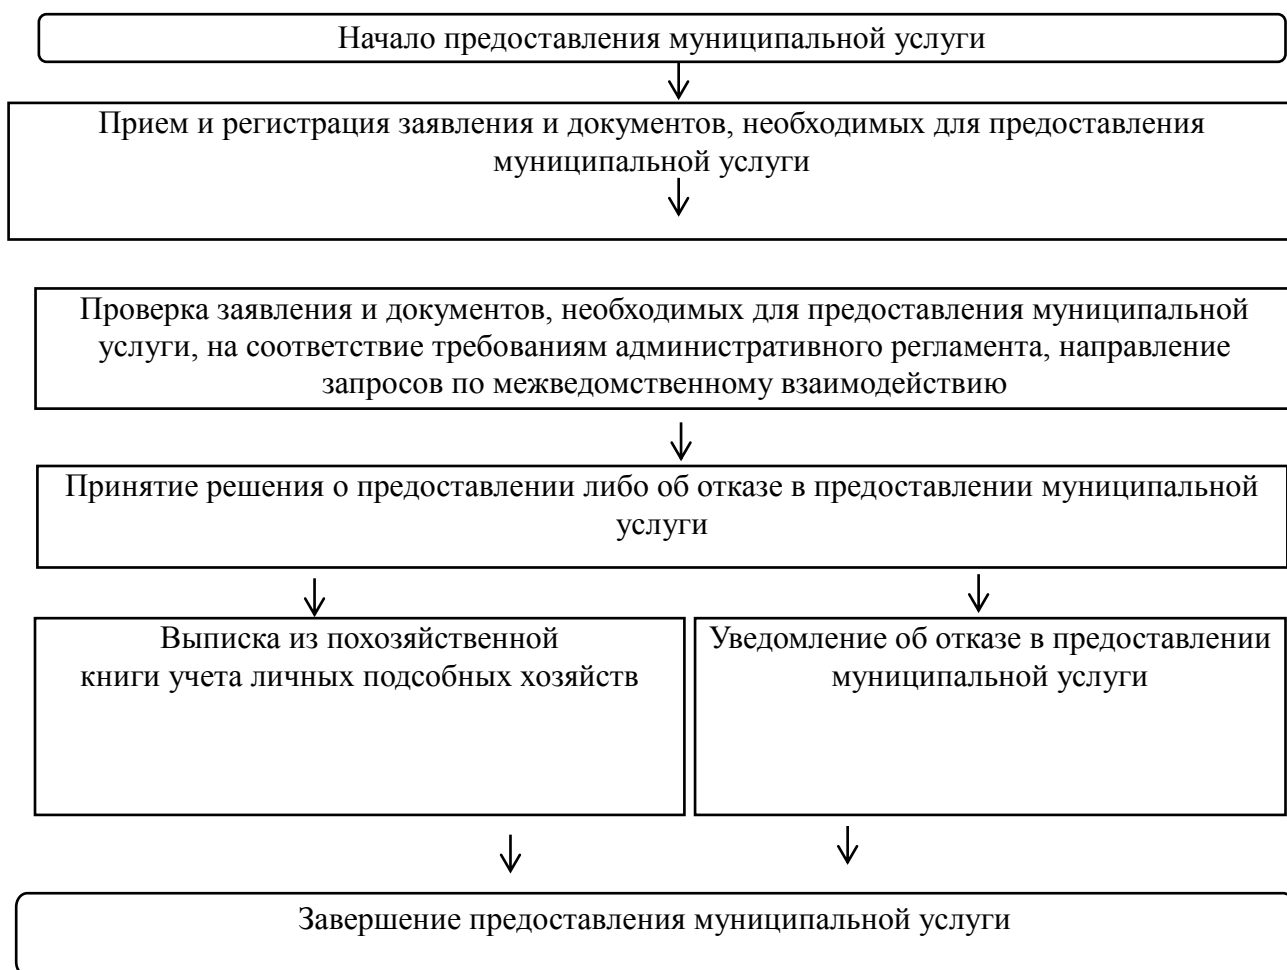 Начало предоставления муниципальной услуги
Прием и регистрация заявления и документов, необходимых для предоставления
муниципальной услуги
Проверка заявления и документов, необходимых для предоставления муниципальной
услуги, на соответствие требованиям административного регламента, направление
запросов по межведомственному взаимодействию
Принятие решения о предоставлении либо об отказе в предоставлении муниципальной
услуги
Выписка из похозяйственной
книги учета личных подсобных хозяйств
Уведомление об отказе в предоставлении
муниципальной услуги
Завершение предоставления муниципальной услуги